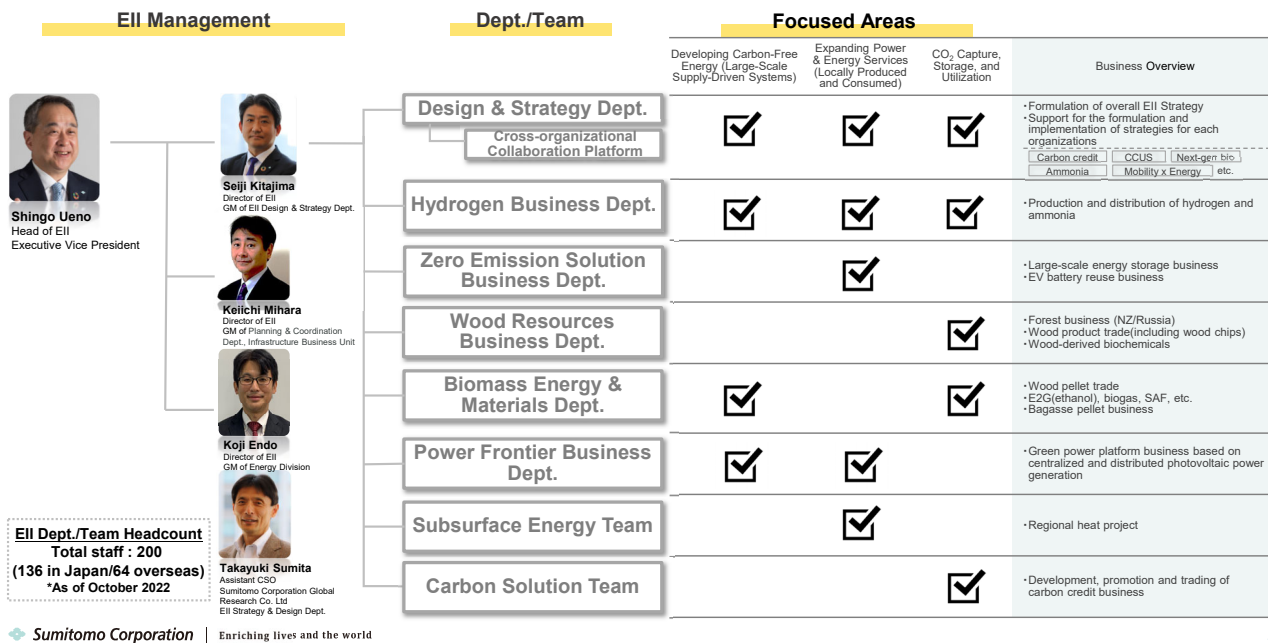 EII Management
Dept./Team
Focused Areas
Developing Carbon-Free
Energy (Large-Scale
Supply-Driven Systems)
Expanding Power
& Energy Services
(Locally Produced
and Consumed)
CO₂ Capture,
Storage, and
Utilization
Business Overview
Shingo Ueno
Head of EII
Executive Vice President
Seiji Kitajima
Director of EII
GM of EII Design & Strategy Dept.
Keiichi Mihara
Director of EII
GM of Planning & Coordination
Dept., Infrastructure Business Unit
Koji Endo
Director of EII
GM of Energy Division
Takayuki Sumita
Assistant CSO
Sumitomo Corporation Global
Research Co. Ltd
EII Strategy & Design Dept.
EII Dept./Team Headcount
Total staff : 200
(136 in Japan/64 overseas)
*As of October 2022
Design & Strategy Dept.
Cross-organizational
Collaboration Platform
・Formulation of overall EII Strategy
・Support for the formulation and
implementation of strategies for each
organizations
Carbon credit CCUS Next-gen bio
Ammonia Mobility x Energy etc.
Hydrogen Business Dept.
・Production and distribution of hydrogen and
ammonia
Zero Emission Solution
Business Dept.
・Large-scale energy storage business
・EV battery reuse business
Wood Resources
Business Dept.
・Forest business (NZ/Russia)
・Wood product trade(including wood chips)
・Wood-derived biochemicals
Biomass Energy &
Materials Dept.
・Wood pellet trade
・E2G(ethanol), biogas, SAF, etc.
・Bagasse pellet business
Power Frontier Business
Dept.
・Green power platform business based on
centralized and distributed photovoltaic power
generation
Subsurface Energy Team
・Regional heat project
Carbon Solution Team
・Development, promotion and trading of
carbon credit business
Sumitomo Corporation | Enriching lives and the world